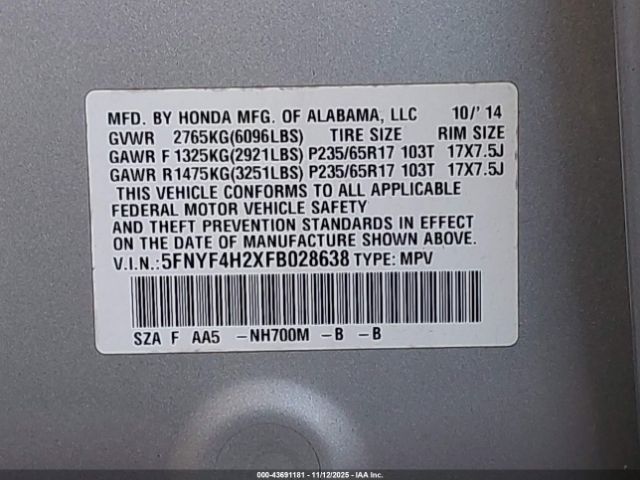 MFD. BY HONDA MFG. OF ALABAMA, LLC 10/'14
GVWR 2765KG(6096LBS) TIRE SIZE RIM SIZE
GAWR F 1325KG(2921LBS) P235/65R17 103T 17X7.5J
GAWR R1475KG(3251LBS) P235/65R17 103T 17X7.5J
THIS VEHICLE CONFORMS TO ALL APPLICABLE
FEDERAL MOTOR VEHICLE SAFETY
AND THEFT PREVENTION STANDARDS IN EFFECT
ON THE DATE OF MANUFACTURE SHOWN ABOVE.
V.I.N.:5FNYF4H2XFB028638 TYPE: MPV
SZA F AA5 -NH700M -B -B
000-43691181 - 11/12/2025 - IAA Inc.